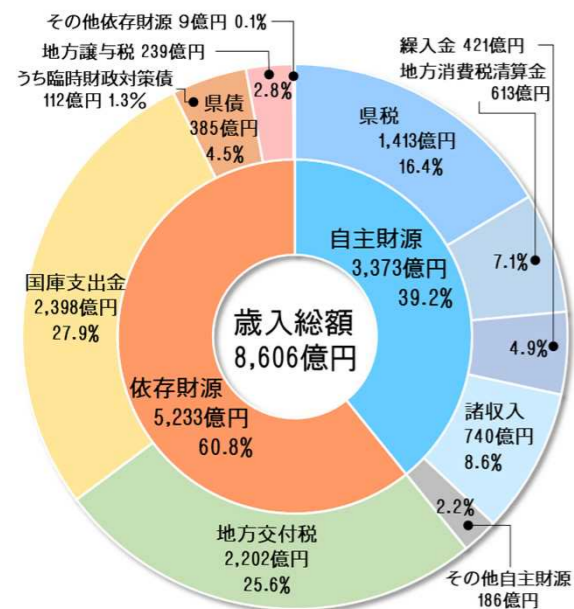 その他依存財源 9億円 0.1%
地方譲与税 239億円
2.8%
うち臨時財政対策債
112億円 1.3%
県債
385億円
4.5%
繰入金 421億円
地方消費税清算金
613億円
県税
1,413億円
16.4%
7.1%
4.9%
自主財源
3,373億円
39.2%
歳入総額
8,606億円
国庫支出金
2,398億円
27.9%
依存財源
5,233億円
60.8%
諸収入
740億円
8.6%
2.2%
その他自主財源
186億円
地方交付税
2,202億円
25.6%